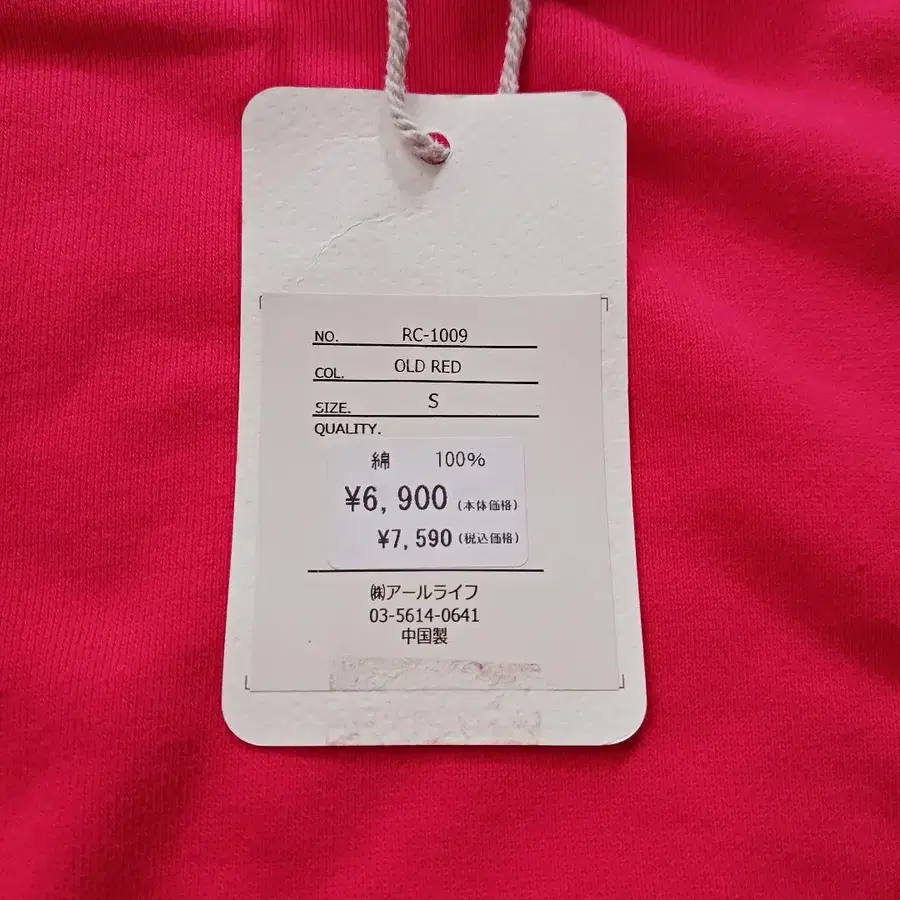 NO. RC-1009
COL. OLD RED
SIZE. S
QUALITY.
綿 100%
¥6,900 (本体価格)
¥7,590 (税込価格)
㈱アールライフ
03-5614-0641
中国製